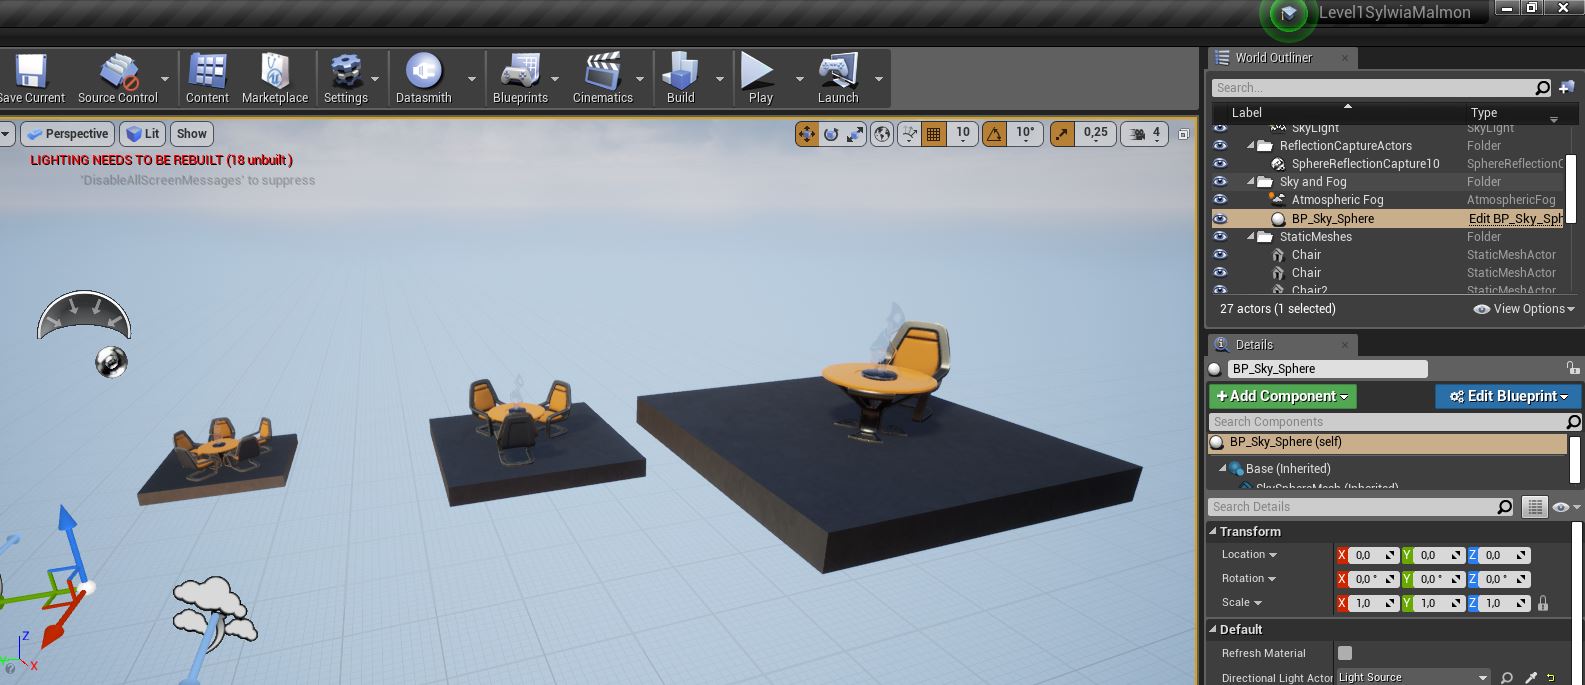 Level1SylwiaMalmon
Save Current Source Control Content Marketplace Settings Datasmith Blueprints Cinematics Build Play Launch
Perspective Lit Show 10 10° 0,25 4
LIGHTING NEEDS TO BE REBUILT (18 unbuilt)
'DisableAllScreenMessages' to suppress
Z
X
Y
World Outliner
Search...
Label Type
SkyLight SkyLight
ReflectionCaptureActors Folder
SphereReflectionCapture10 SphereReflectionC
Sky and Fog Folder
Atmospheric Fog AtmosphericFog
BP_Sky_Sphere Edit BP_Sky_Sph
StaticMeshes Folder
Chair StaticMeshActor
Chair StaticMeshActor
Chair2 StaticMeshActor
27 actors (1 selected) View Options
Details
BP_Sky_Sphere
+ Add Component Edit Blueprint
Search Components
BP_Sky_Sphere (self)
Base (Inherited)
SkySphereMesh (Inherited)
Search Details
Transform
Location X 0,0 Y 0,0 Z 0,0
Rotation X 0,0 ° Y 0,0 ° Z 0,0 °
Scale X 1,0 Y 1,0 Z 1,0
Default
Refresh Material
Directional Light Actor Light Source